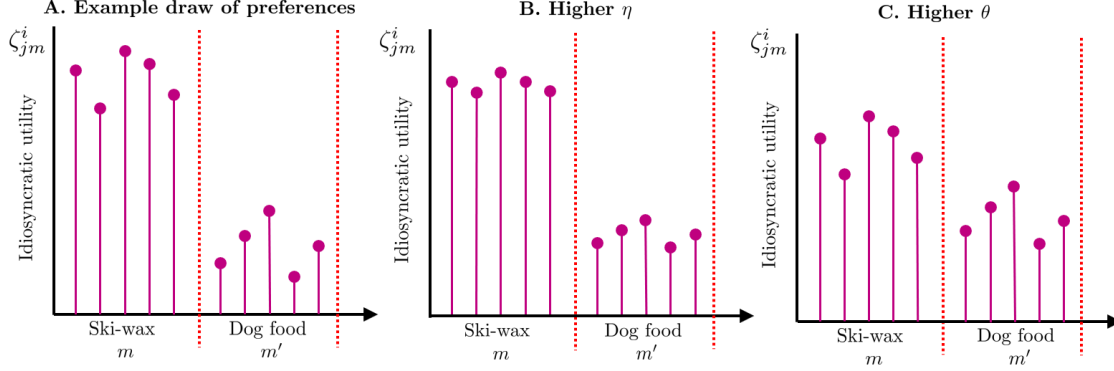 A. Example draw of preferences
ζ^i_{jm}
Idiosyncratic utility
Ski-wax
m
Dog food
m′
B. Higher η
ζ^i_{jm}
Idiosyncratic utility
Ski-wax
m
Dog food
m′
C. Higher θ
ζ^i_{jm}
Idiosyncratic utility
Ski-wax
m
Dog food
m′